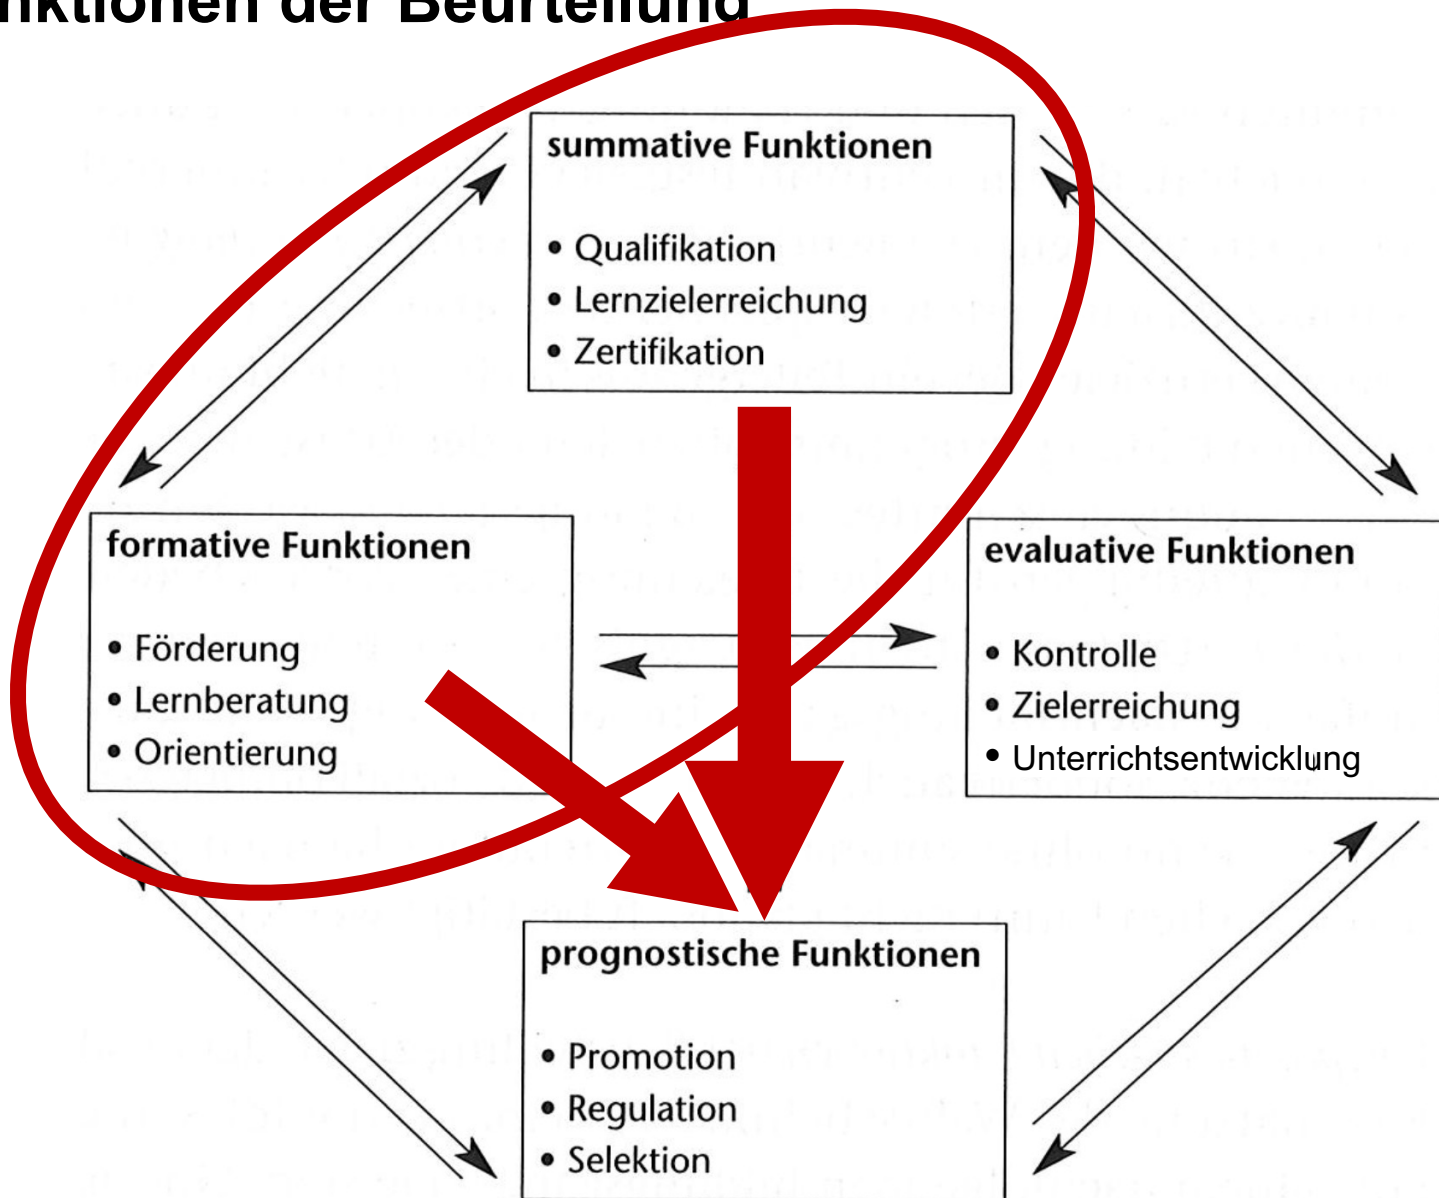 nktionen der Beurteilung
summative Funktionen
• Qualifikation
• Lernzielerreichung
• Zertifikation
formative Funktionen
• Förderung
• Lernberatung
• Orientierung
evaluative Funktionen
• Kontrolle
• Zielerreichung
• Unterrichtsentwicklung
prognostische Funktionen
• Promotion
• Regulation
• Selektion